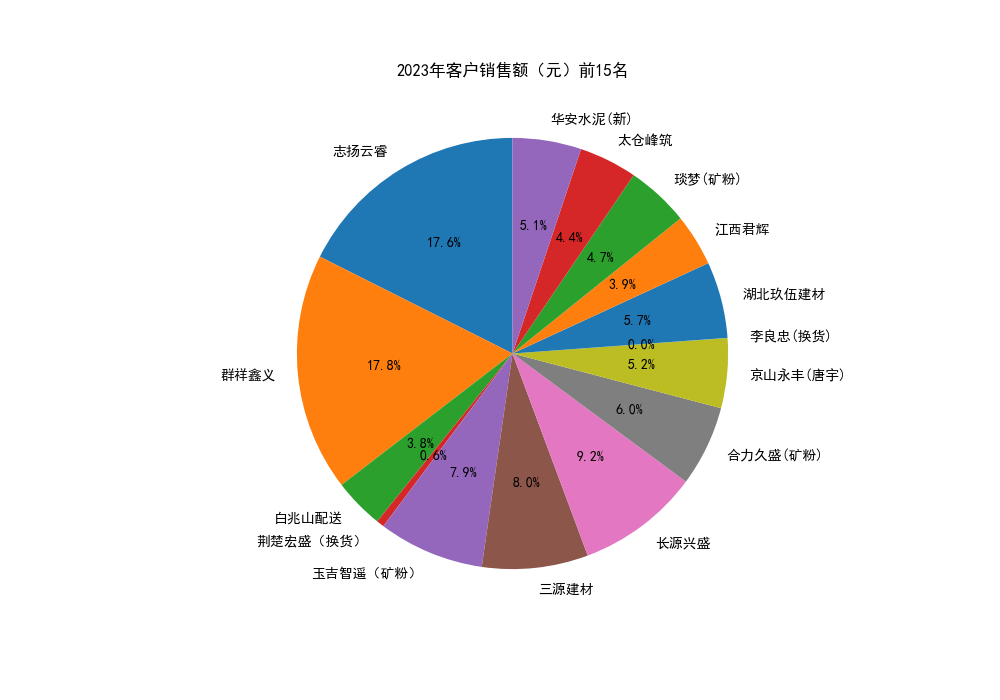 2023年客户销售额（元）前15名
华安水泥(新)
太仓峰筑
志扬云睿
琰梦(矿粉)
江西君辉
5.1%
4.4%
17.6%
4.7%
3.9%
湖北玖伍建材
5.7%
李良忠(换货)
0.0%
5.2%
群祥鑫义
17.8%
京山永丰(唐宇)
6.0%
3.8%
0.6%
合力久盛(矿粉)
9.2%
7.9%
8.0%
白兆山配送
荆楚宏盛（换货）
长源兴盛
玉吉智遥（矿粉）
三源建材